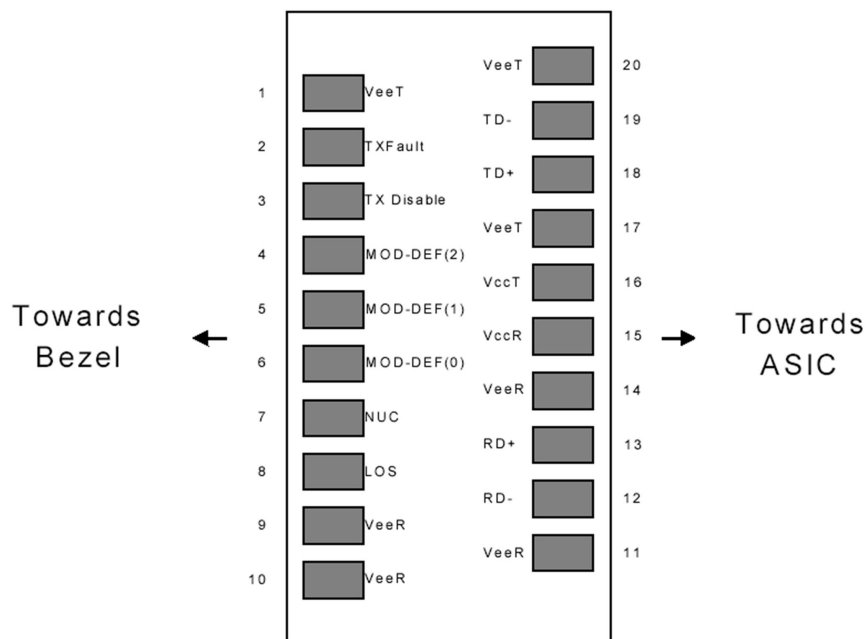 VeeT 20
1 VeeT
TD- 19
2 TXFault
TD+ 18
3 TX Disable
VeeT 17
4 MOD-DEF(2)
VccT 16
5 MOD-DEF(1)
Towards
Bezel
VccR 15
Towards
ASIC
6 MOD-DEF(0)
VeeR 14
7 NUC
RD+ 13
8 LOS
RD- 12
9 VeeR
VeeR 11
10 VeeR